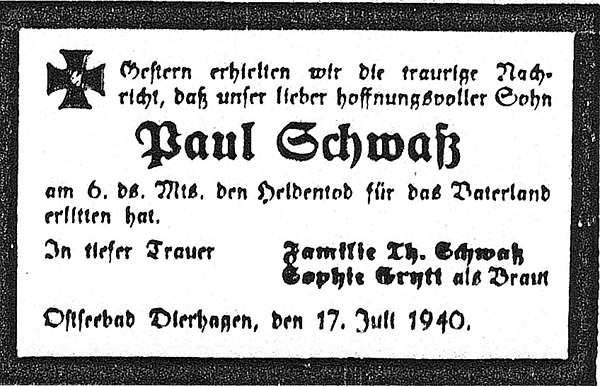 Gestern erhielten wir die traurige Nach-
richt, daß unser lieber hoffnungsvoller Sohn
Paul Schwaß
am 6. ds. Mts. den Heldentod für das Vaterland
erlitten hat.
In tiefer Trauer
Familie Th. Schwaß
Sophie Grytt als Braut
Ostseebad Dierhagen, den 17. Juli 1940.